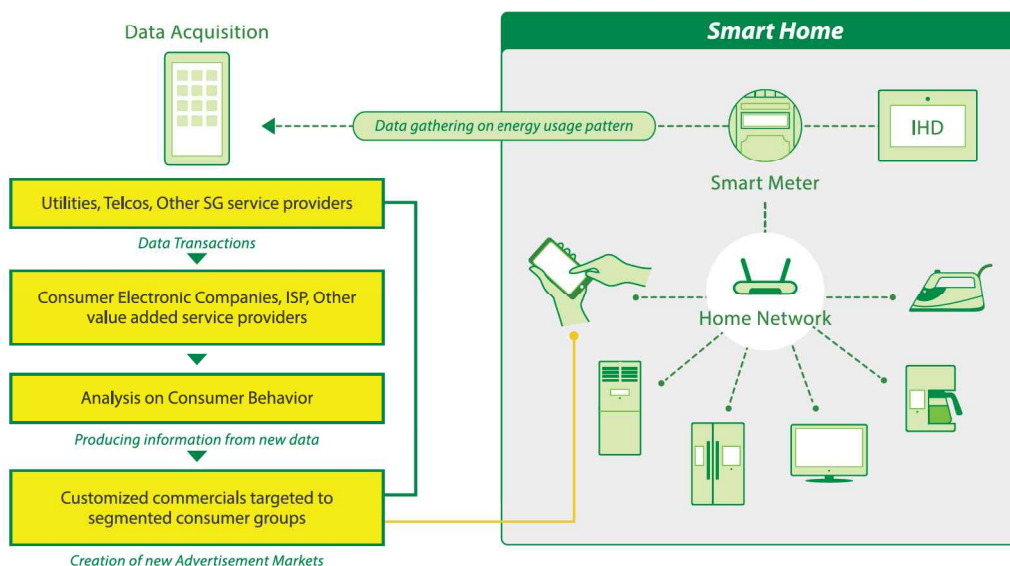 Data Acquisition
Smart Home
Data gathering on energy usage pattern
IHD
Smart Meter
Utilities, Telcos, Other SG service providers
Data Transactions
Consumer Electronic Companies, ISP, Other
value added service providers
Home Network
Analysis on Consumer Behavior
Producing information from new data
Customized commercials targeted to
segmented consumer groups
Creation of new Advertisement Markets